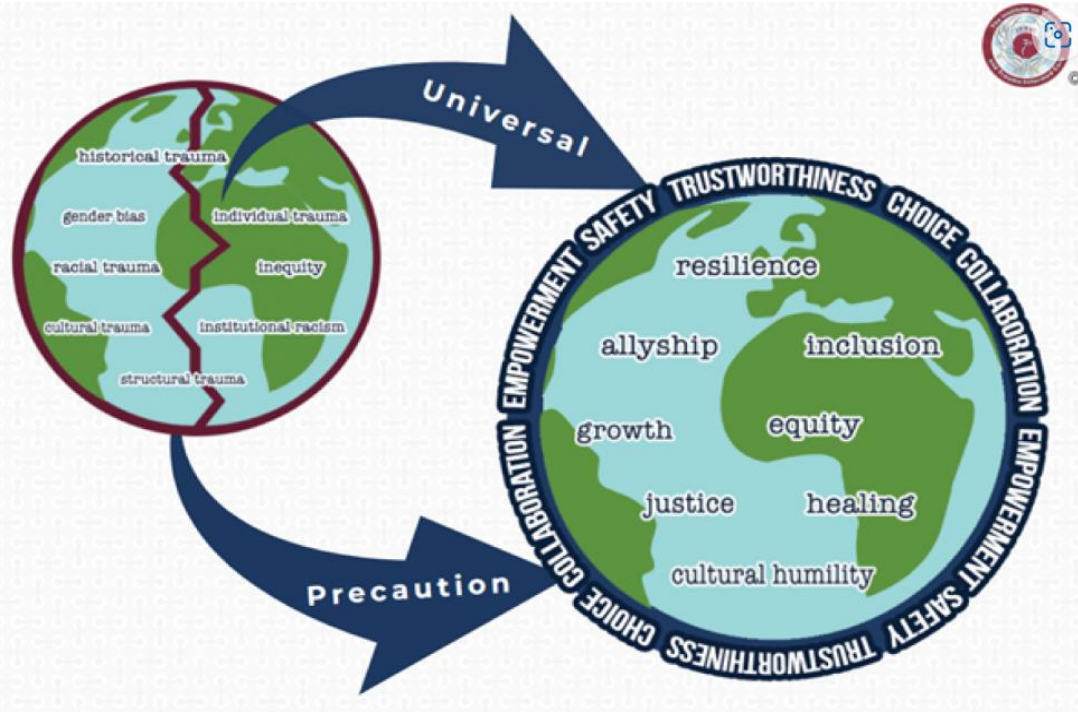 Universal
historical trauma
gender bias
individual trauma
racial trauma
inequity
cultural trauma
institutional racism
structural trauma
Precaution
EMPOWERMENT SAFETY TRUSTWORTHINESS CHOICE COLLABORATION
EMPOWERMENT SAFETY TRUSTWORTHINESS CHOICE COLLABORATION
resilience
allyship
inclusion
growth
equity
justice
healing
cultural humility
©